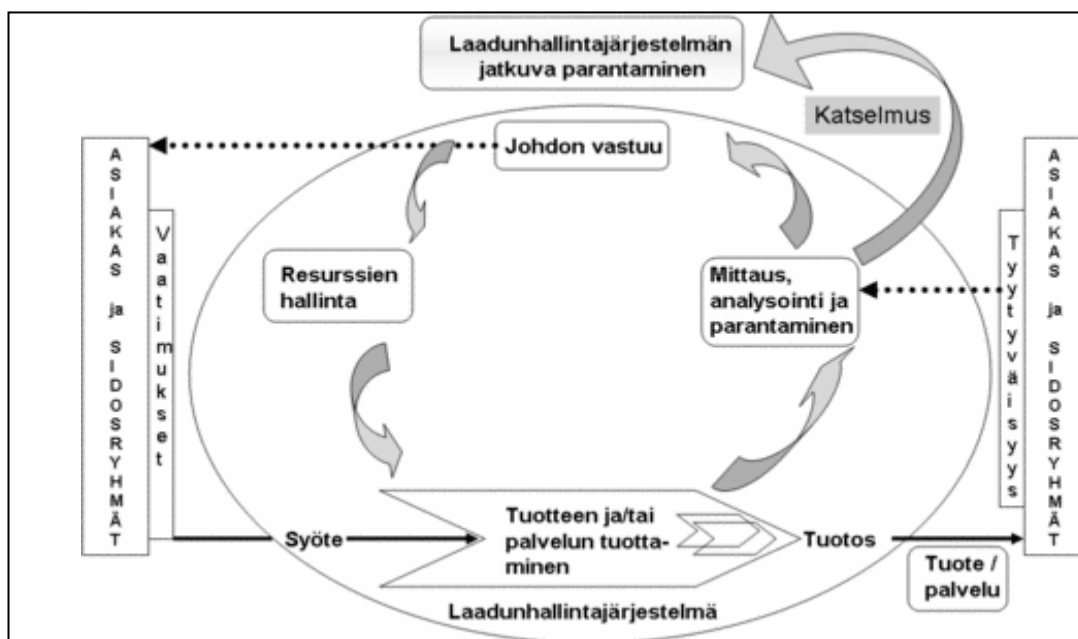 Laadunhallintajärjestelmän
jatkuva parantaminen
Katselmus
Johdon vastuu
ASIAKAS ja SIDOSRYHMÄT
Vaatimukset
Resurssien
hallinta
Mittaus,
analysointi ja
parantaminen
Tyytyväisyys
ASIAKAS ja SIDOSRYHMÄT
Syöte
Tuotteen ja/tai
palvelun tuotta-
minen
Tuotos
Tuote /
palvelu
Laadunhallintajärjestelmä